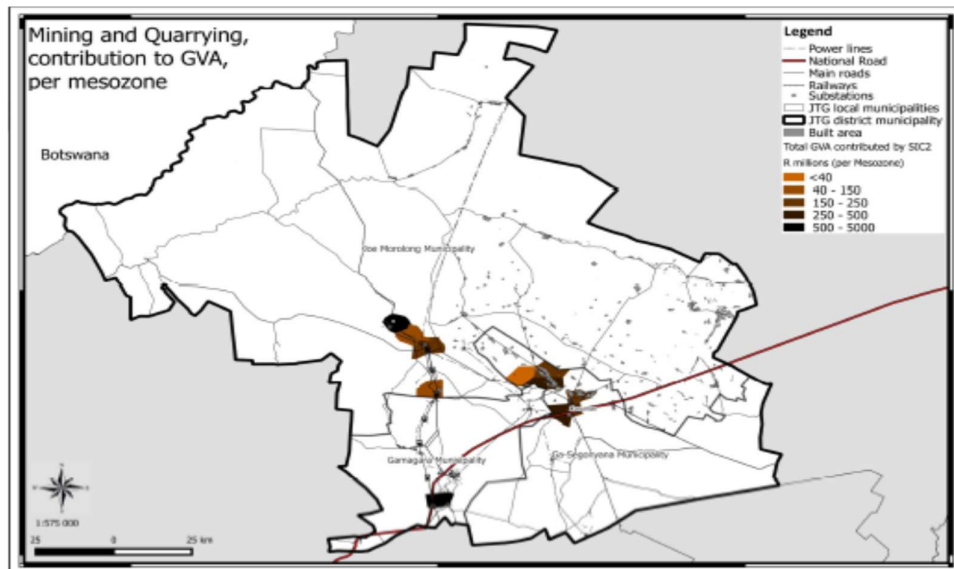 Mining and Quarrying,
contribution to GVA,
per mesozone
Botswana
Legend
Power lines
National Road
Main roads
Railways
Substations
JTG local municipalities
JTG district municipality
Built area
Total GVA contributed by SIC2
R millions (per Mesozone)
<40
40 - 150
150 - 250
250 - 500
500 - 5000
Joe Morolong Municipality
Gamagara Municipality
Ga-Segonyana Municipality
1:575 000
25 0 25 km